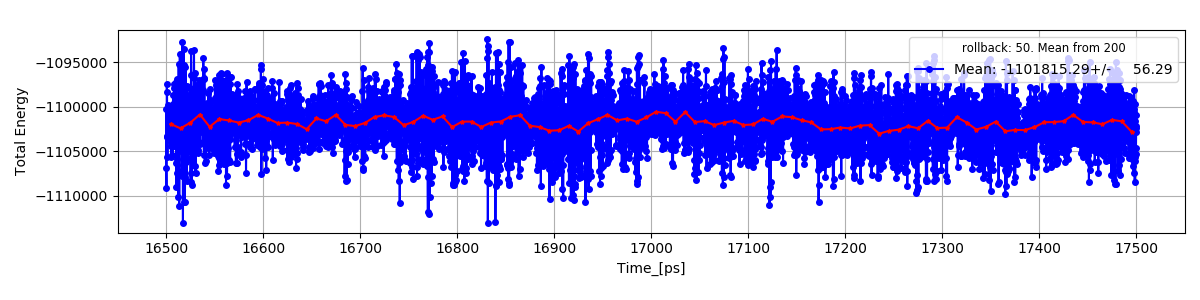 rollback: 50. Mean from 200
Mean: -1101815.29+/- 56.29
Total Energy
−1095000
−1100000
−1105000
−1110000
16500 16600 16700 16800 16900 17000 17100 17200 17300 17400 17500
Time_[ps]